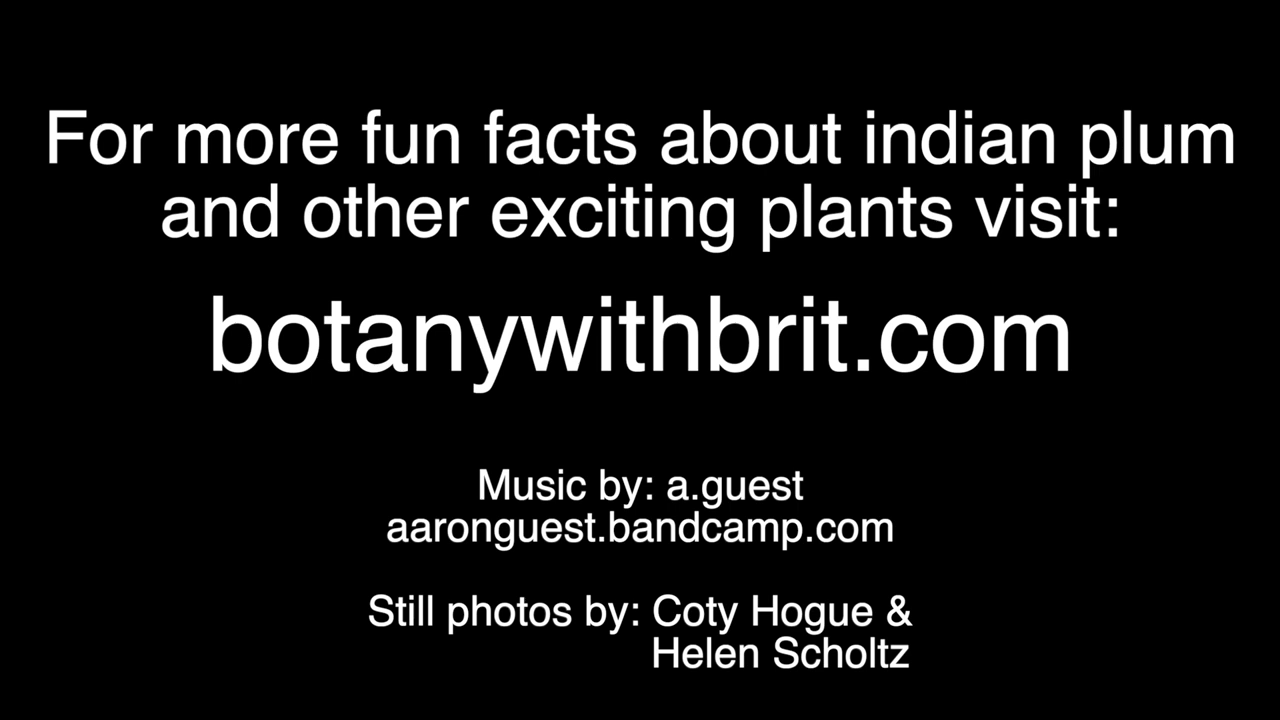 For more fun facts about indian plum
and other exciting plants visit:
botanywithbrit.com
Music by: a.guest
aaronguest.bandcamp.com
Still photos by: Coty Hogue &
Helen Scholtz